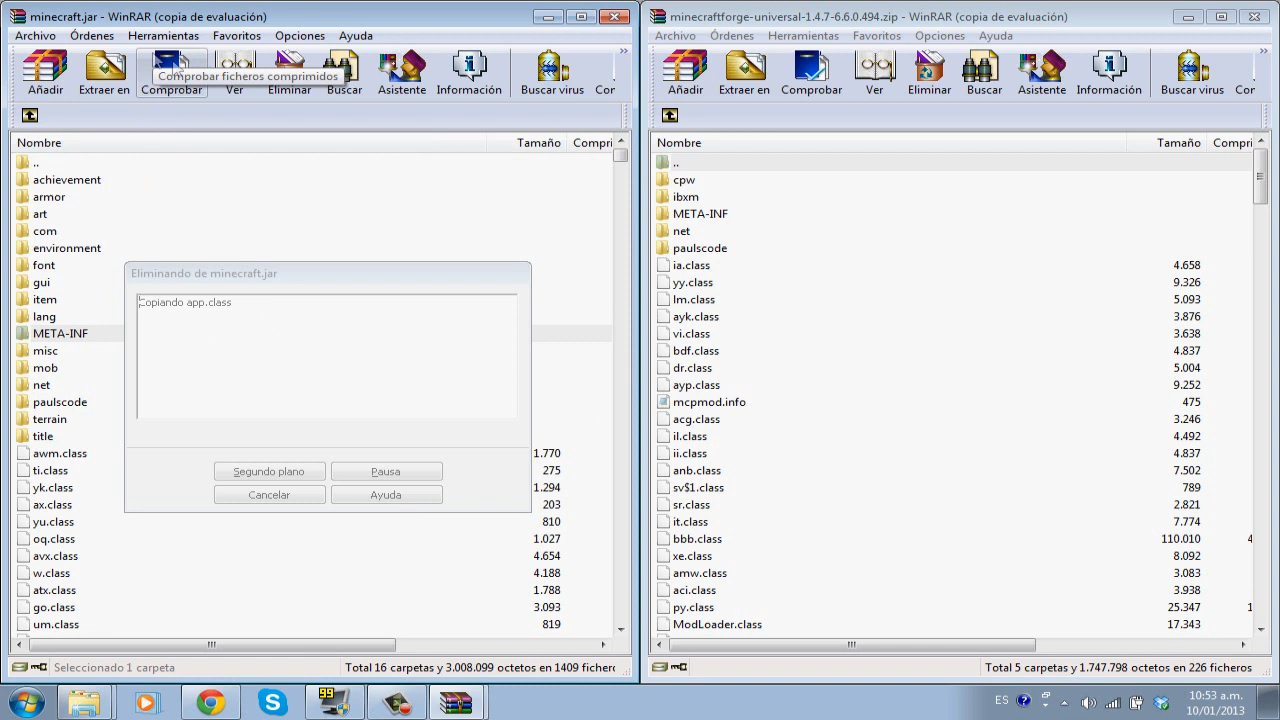 minecraft.jar - WinRAR (copia de evaluación)
Archivo Órdenes Herramientas Favoritos Opciones Ayuda
Añadir Extraer en Comprobar Ver Eliminar Buscar Asistente Información Buscar virus Con
Comprobar ficheros comprimidos
Nombre Tamaño Compri
..
achievement
armor
art
com
environment
font
gui
item
lang
META-INF
misc
mob
net
paulscode
terrain
title
awm.class 1.770
ti.class 275
yk.class 1.294
ax.class 203
yu.class 810
oq.class 1.027
avx.class 4.654
w.class 4.188
atx.class 1.788
go.class 3.093
um.class 819
Eliminando de minecraft.jar
Copiando app.class
Segundo plano Pausa
Cancelar Ayuda
Seleccionado 1 carpeta Total 16 carpetas y 3.008.099 octetos en 1409 fichero
minecraftforge-universal-1.4.7-6.6.0.494.zip - WinRAR (copia de evaluación)
Archivo Órdenes Herramientas Favoritos Opciones Ayuda
Añadir Extraer en Comprobar Ver Eliminar Buscar Asistente Información Buscar virus Con
Nombre Tamaño Compri
..
cpw
ibxm
META-INF
net
paulscode
ia.class 4.658
yy.class 9.326
lm.class 5.093
ayk.class 3.876
vi.class 3.638
bdf.class 4.837
dr.class 5.004
ayp.class 9.252
mcpmod.info 475
acg.class 3.246
il.class 4.492
ii.class 4.837
anb.class 7.502
sv$1.class 789
sr.class 2.821
it.class 7.774
bbb.class 110.010 4
xe.class 8.092
amw.class 3.083
aci.class 3.938
py.class 25.347 1
ModLoader.class 17.343
Total 5 carpetas y 1.747.798 octetos en 226 ficheros
99
ES
10:53 a.m.
10/01/2013